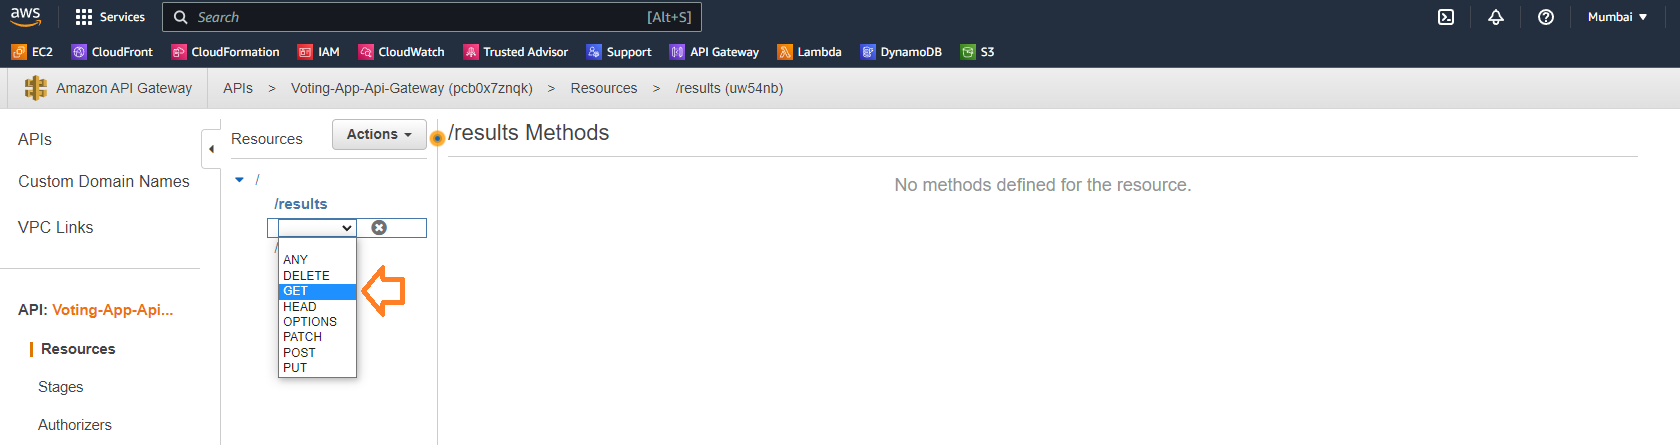 aws Services Search [Alt+S] Mumbai
EC2 CloudFront CloudFormation IAM CloudWatch Trusted Advisor Support API Gateway Lambda DynamoDB S3
Amazon API Gateway APIs > Voting-App-Api-Gateway (pcb0x7znqk) > Resources > /results (uw54nb)
APIs
Custom Domain Names
VPC Links
API: Voting-App-Api...
Resources
Stages
Authorizers
Resources Actions
/
/results
/
ANY
DELETE
GET
HEAD
OPTIONS
PATCH
POST
PUT
/results Methods
No methods defined for the resource.